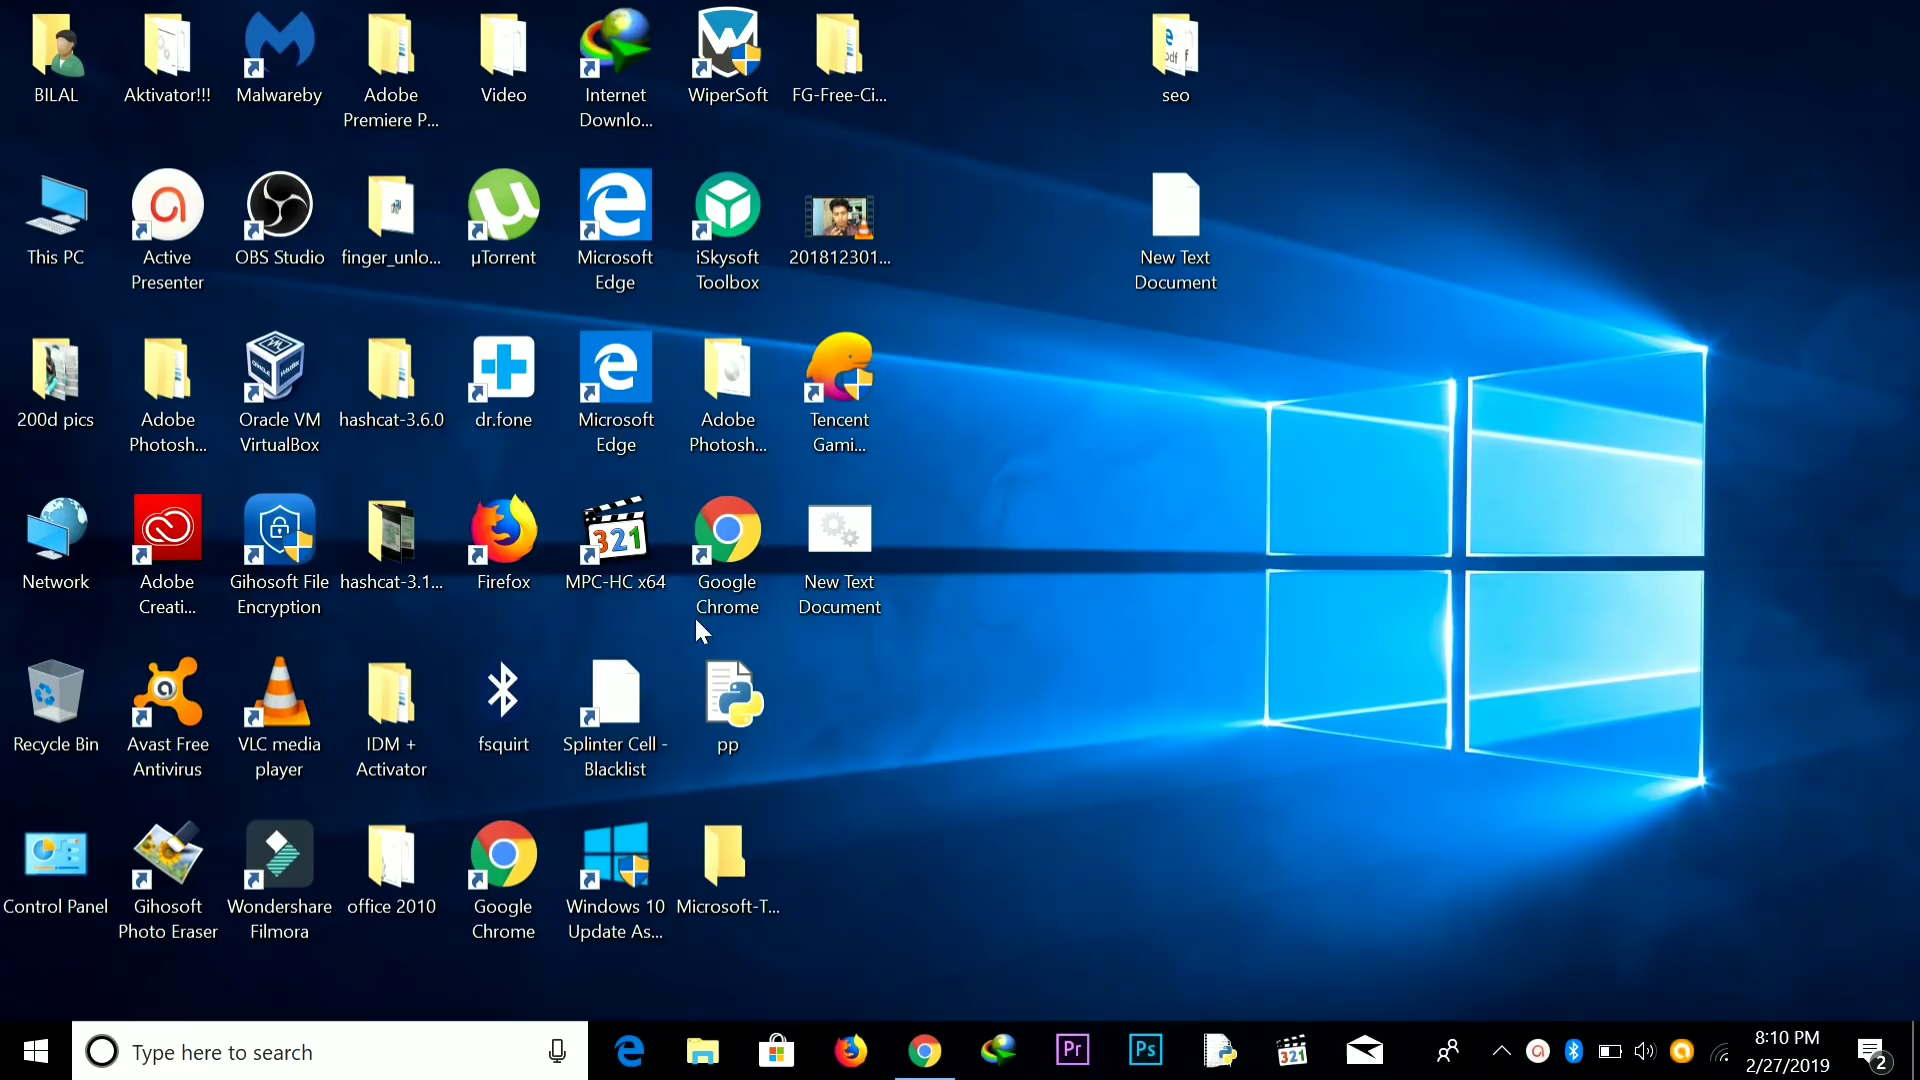 BILAL
Aktivator!!!
Malwareby
Adobe
Premiere P...
Video
Internet
Downlo...
WiperSoft
FG-Free-Ci...
seo
This PC
Active
Presenter
OBS Studio
finger_unlo...
µTorrent
Microsoft
Edge
iSkysoft
Toolbox
201812301...
New Text
Document
200d pics
Adobe
Photosh...
Oracle VM
VirtualBox
hashcat-3.6.0
dr.fone
Microsoft
Edge
Adobe
Photosh...
Tencent
Gami...
Network
Adobe
Creati...
Gihosoft File
Encryption
hashcat-3.1...
Firefox
321
MPC-HC x64
Google
Chrome
New Text
Document
Recycle Bin
Avast Free
Antivirus
VLC media
player
IDM +
Activator
fsquirt
Splinter Cell -
Blacklist
pp
Control Panel
Gihosoft
Photo Eraser
Wondershare
Filmora
office 2010
Google
Chrome
Windows 10
Update As...
Microsoft-T...
Type here to search
Pr
Ps
321
8:10 PM
2/27/2019
2